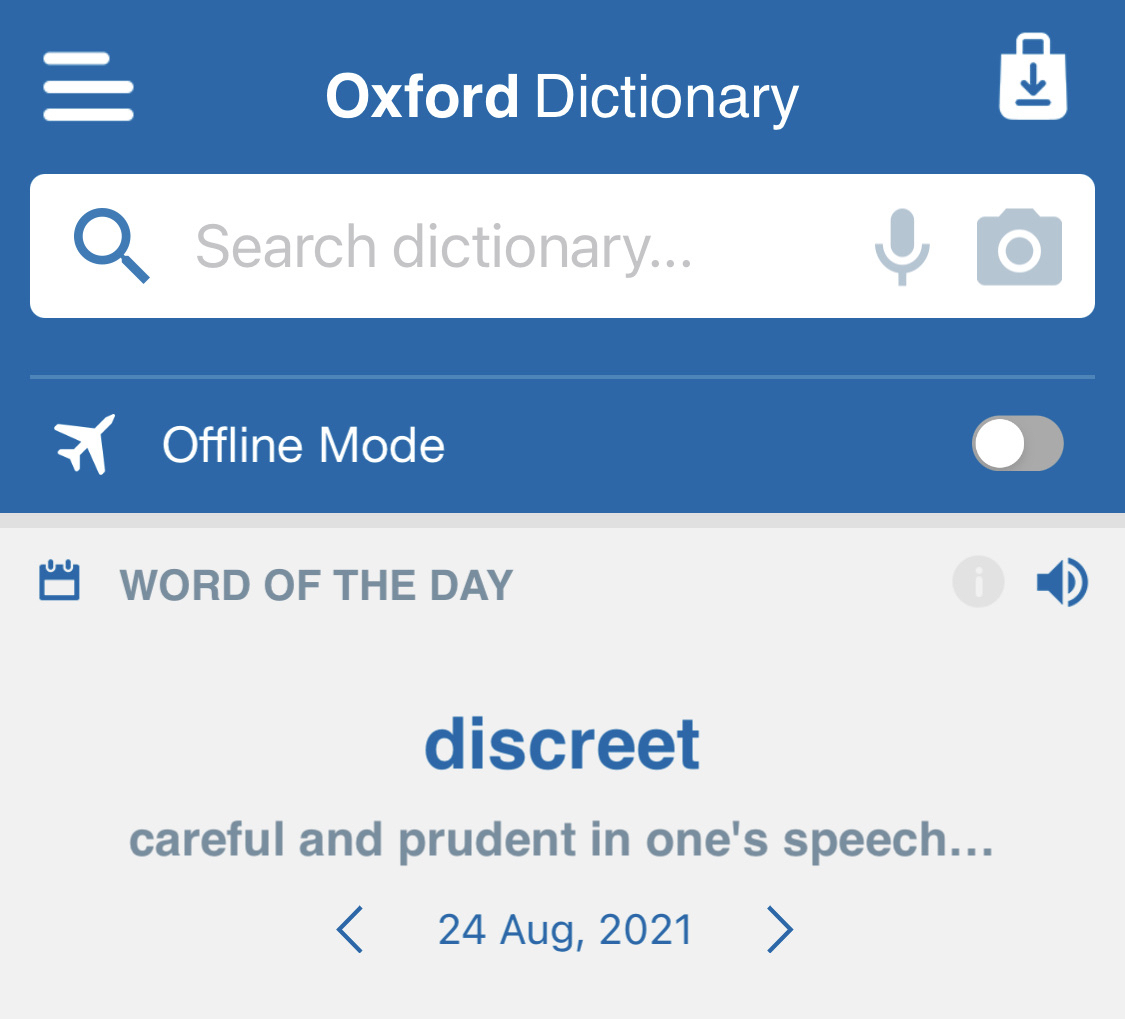 Oxford Dictionary
Search dictionary...
Offline Mode
WORD OF THE DAY
discreet
careful and prudent in one's speech...
24 Aug, 2021